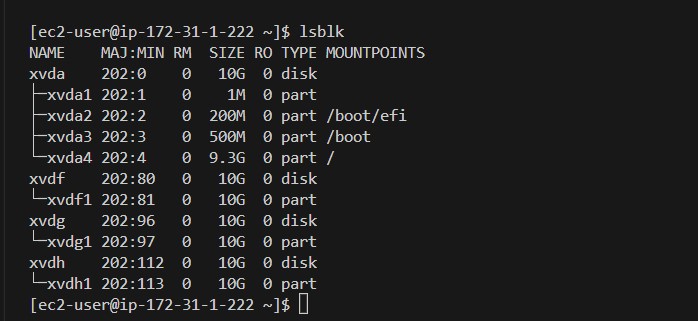 [ec2-user@ip-172-31-1-222 ~]$ lsblk
NAME    MAJ:MIN RM  SIZE RO TYPE MOUNTPOINTS
xvda    202:0    0   10G  0 disk
├─xvda1 202:1    0    1M  0 part
├─xvda2 202:2    0  200M  0 part /boot/efi
├─xvda3 202:3    0  500M  0 part /boot
└─xvda4 202:4    0  9.3G  0 part /
xvdf    202:80   0   10G  0 disk
└─xvdf1 202:81   0   10G  0 part
xvdg    202:96   0   10G  0 disk
└─xvdg1 202:97   0   10G  0 part
xvdh    202:112  0   10G  0 disk
└─xvdh1 202:113  0   10G  0 part
[ec2-user@ip-172-31-1-222 ~]$